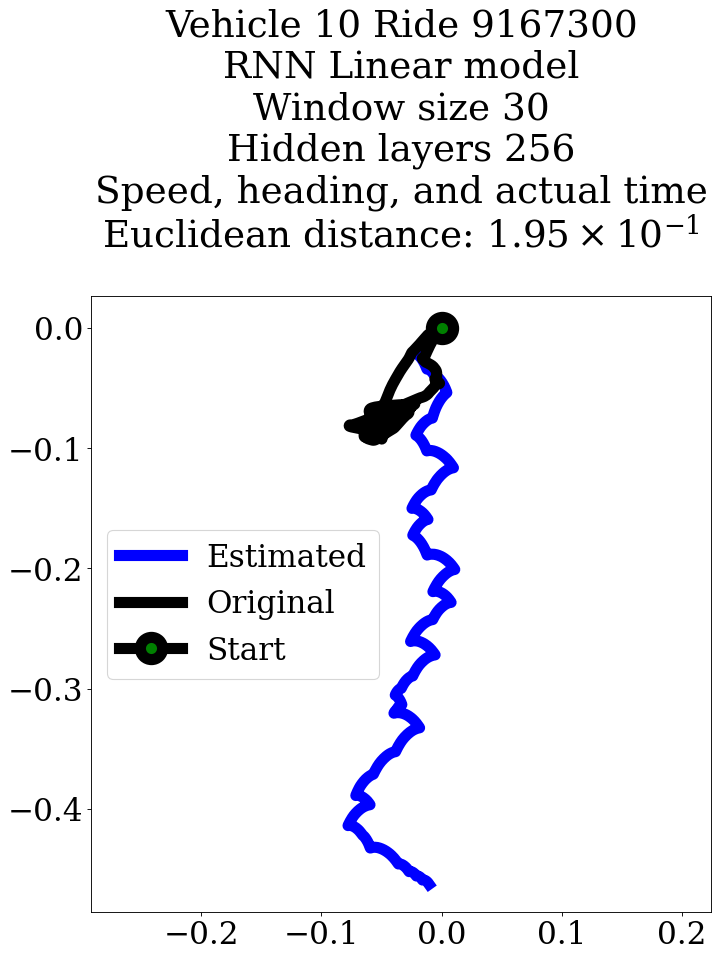 Vehicle 10 Ride 9167300
RNN Linear model
Window size 30
Hidden layers 256
Speed, heading, and actual time
Euclidean distance: 1.95 × 10⁻¹
0.0
−0.1
−0.2
−0.3
−0.4
Estimated
Original
Start
−0.2 −0.1 0.0 0.1 0.2